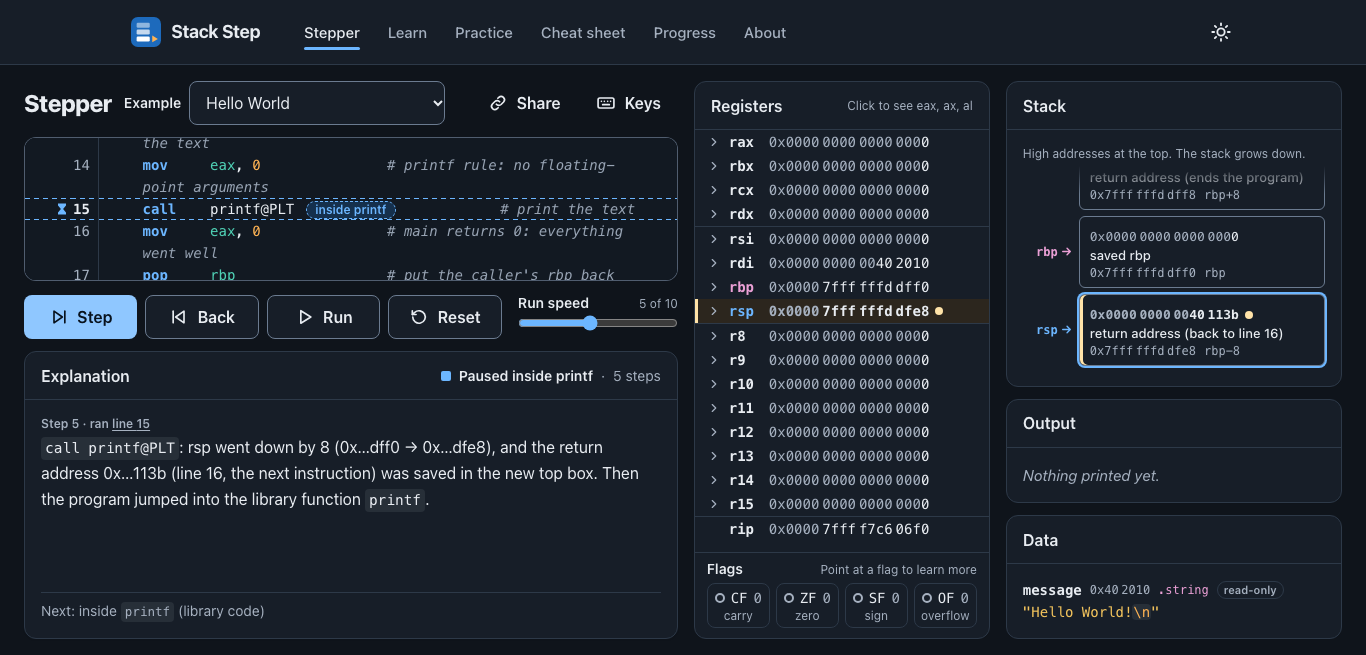 Stack Step
Stepper
Learn
Practice
Cheat sheet
Progress
About
Stepper
Example
Hello World
Share
Keys
the text
14 mov eax, 0 # printf rule: no floating–
point arguments
15 call printf@PLT inside printf # print the text
16 mov eax, 0 # main returns 0: everything
went well
17 pop rbp # put the caller's rbp back
Step
Back
Run
Reset
Run speed 5 of 10
Explanation
Paused inside printf · 5 steps
Step 5 · ran line 15
call printf@PLT: rsp went down by 8 (0x…dff0 → 0x…dfe8), and the return
address 0x…113b (line 16, the next instruction) was saved in the new top box. Then
the program jumped into the library function printf.
Next: inside printf (library code)
Registers Click to see eax, ax, al
rax 0x0000 0000 0000 0000
rbx 0x0000 0000 0000 0000
rcx 0x0000 0000 0000 0000
rdx 0x0000 0000 0000 0000
rsi 0x0000 0000 0000 0000
rdi 0x0000 0000 0040 2010
rbp 0x0000 7fff fffd dff0
rsp 0x0000 7fff fffd dfe8
r8 0x0000 0000 0000 0000
r9 0x0000 0000 0000 0000
r10 0x0000 0000 0000 0000
r11 0x0000 0000 0000 0000
r12 0x0000 0000 0000 0000
r13 0x0000 0000 0000 0000
r14 0x0000 0000 0000 0000
r15 0x0000 0000 0000 0000
rip 0x0000 7fff f7c6 06f0
Flags Point at a flag to learn more
CF 0
carry
ZF 0
zero
SF 0
sign
OF 0
overflow
Stack
High addresses at the top. The stack grows down.
return address (ends the program)
0x7fff fffd dff8 rbp+8
rbp →
0x0000 0000 0000 0000
saved rbp
0x7fff fffd dff0 rbp
rsp →
0x0000 0000 0040 113b
return address (back to line 16)
0x7fff fffd dfe8 rbp−8
Output
Nothing printed yet.
Data
message 0x40 2010 .string read-only
"Hello World!\n"